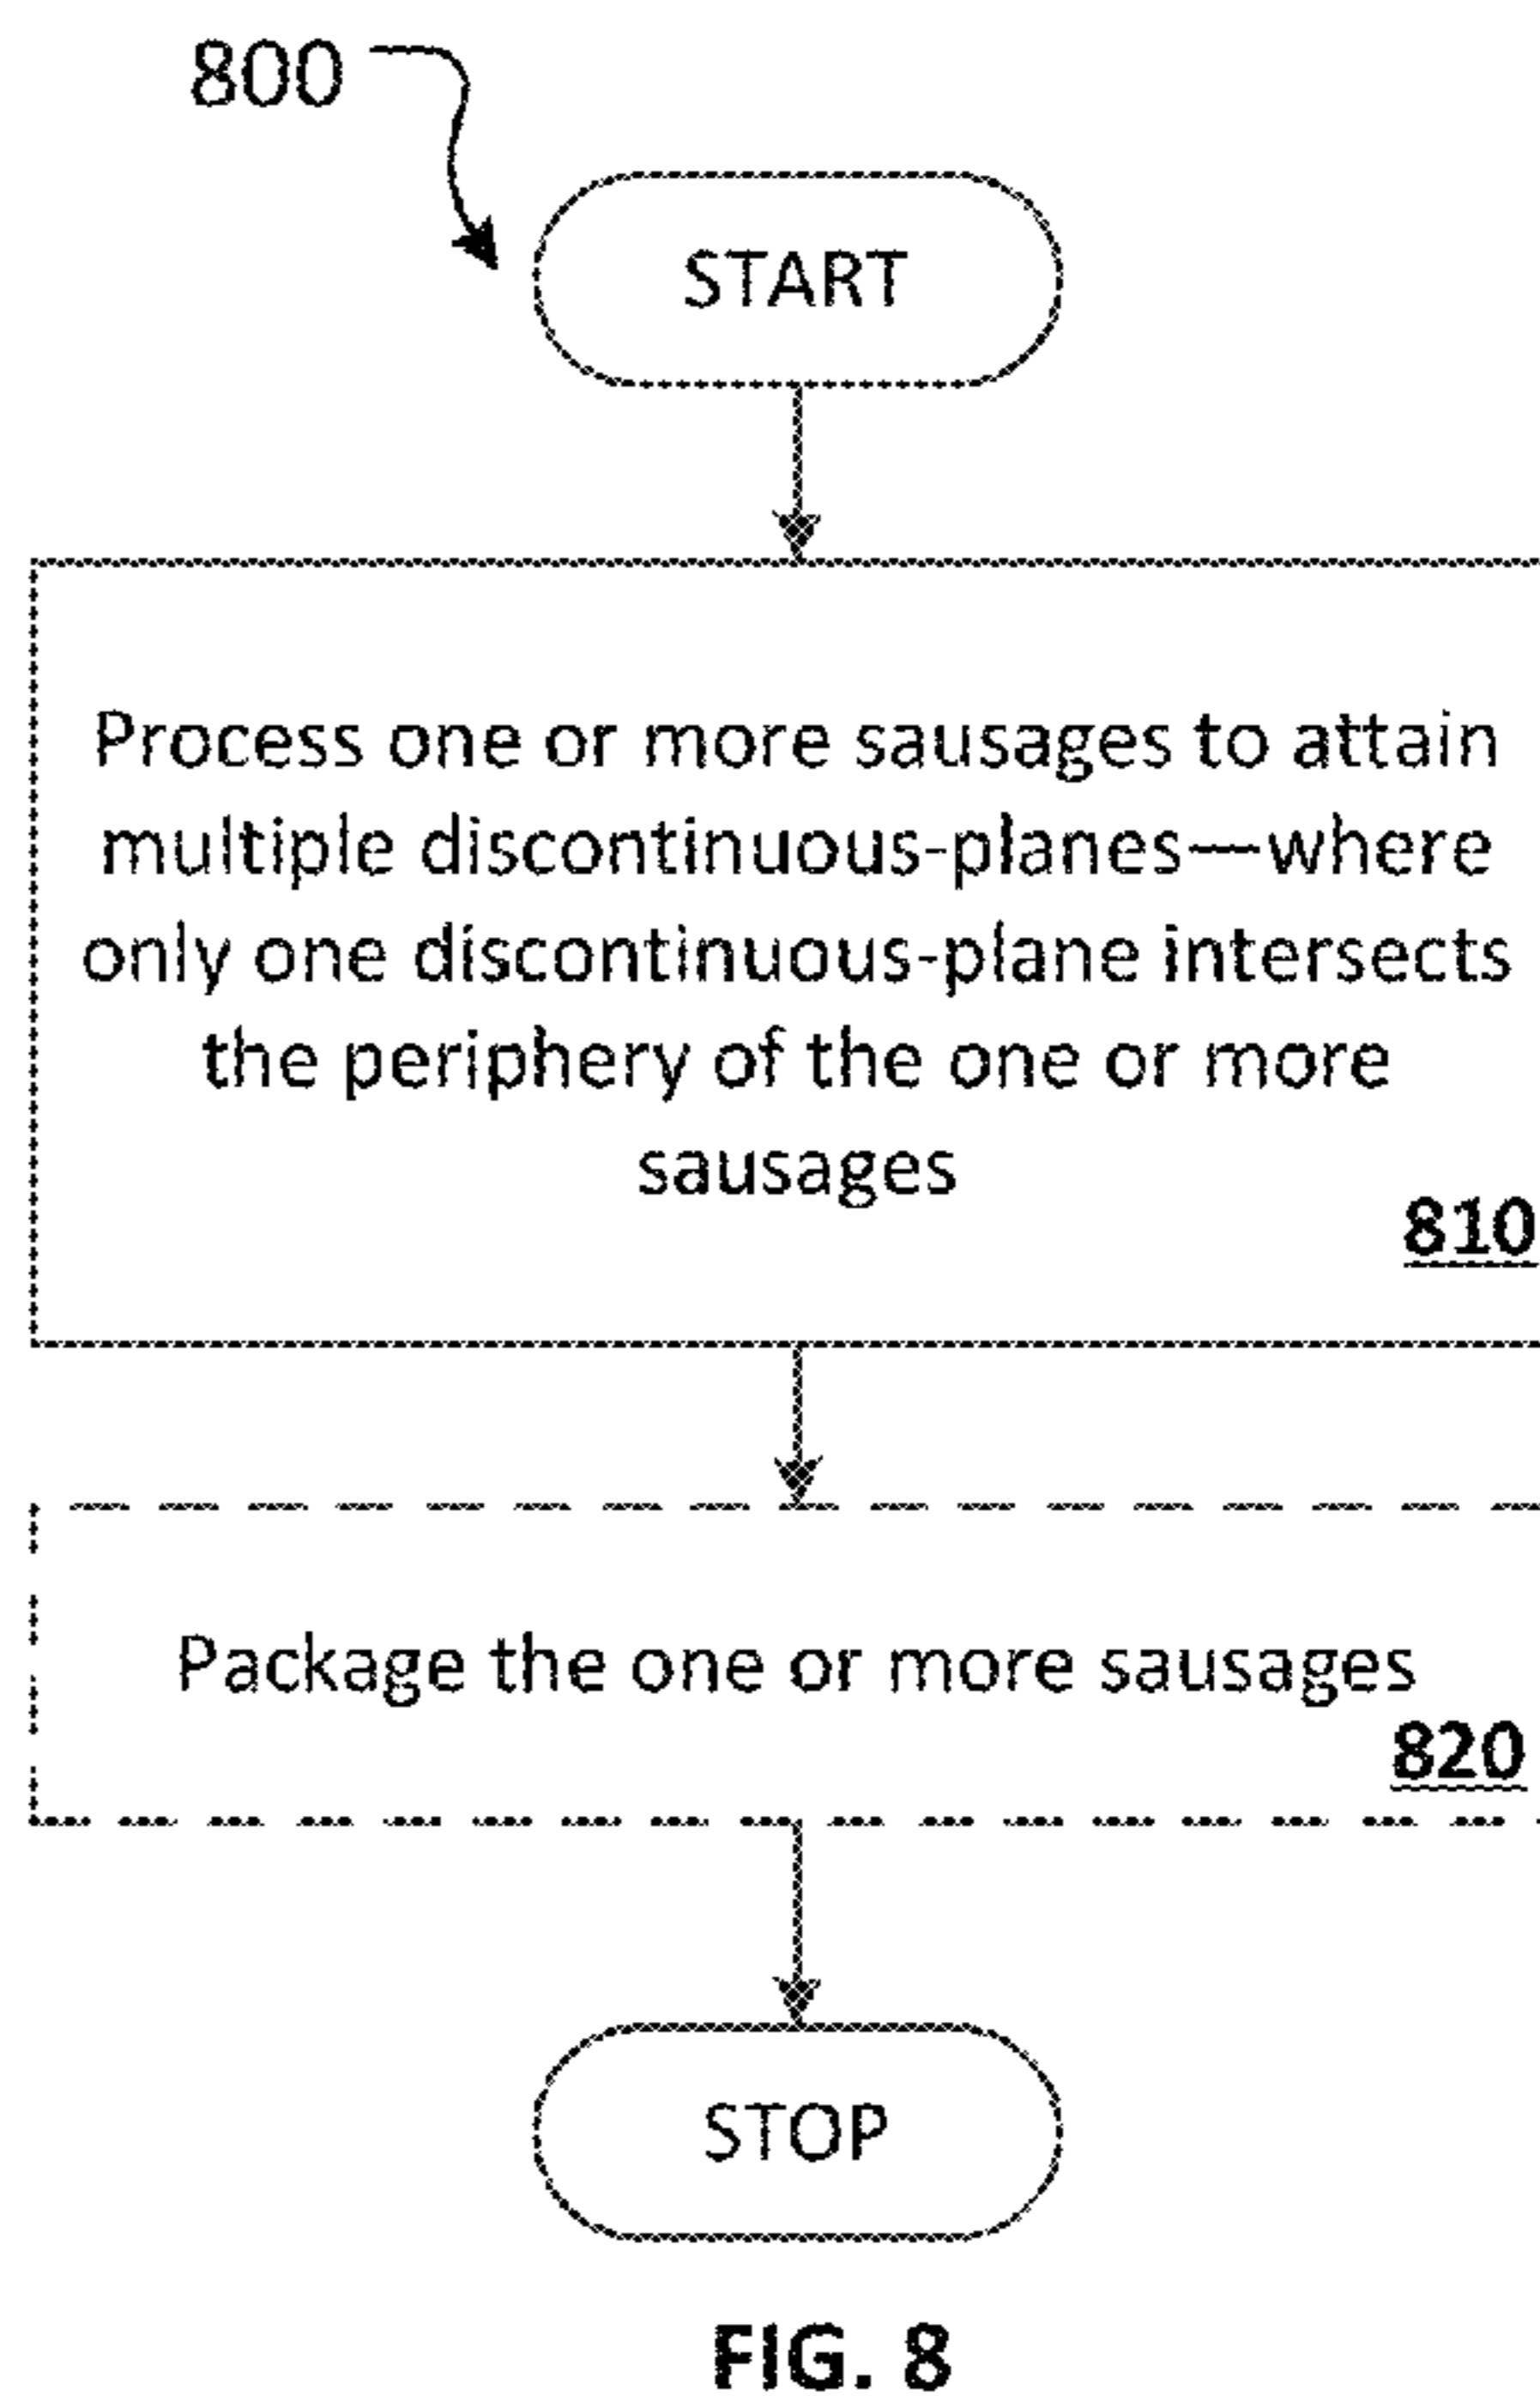 800
START
Process one or more sausages to attain
multiple discontinuous-planes—where
only one discontinuous-plane intersects
the periphery of the one or more
sausages
810
Package the one or more sausages
820
STOP
FIG. 8